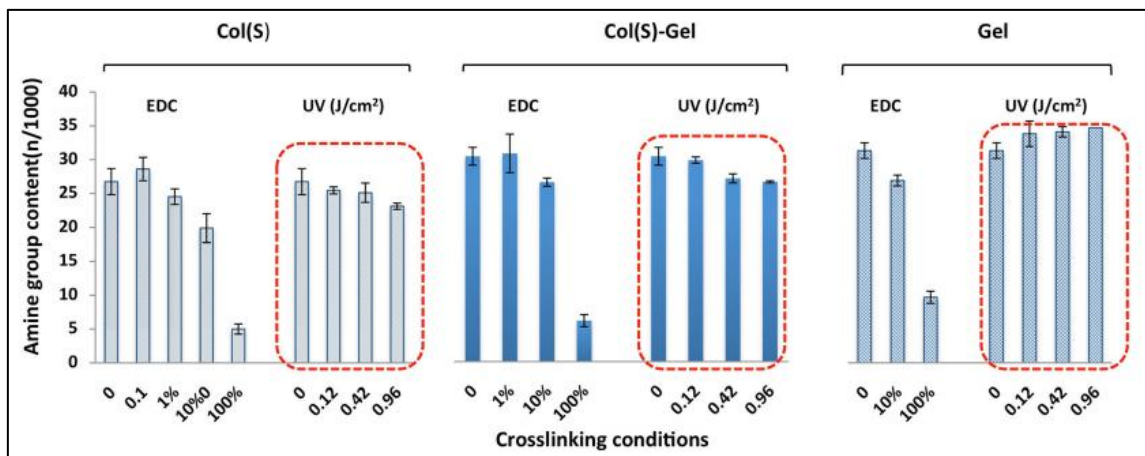 Col(S) Col(S)-Gel Gel
EDC UV (J/cm²) EDC UV (J/cm²) EDC UV (J/cm²)
Amine group content(n/1000)
40
35
30
25
20
15
10
5
0
0 0.1 1% 10%0 100% 0 0.12 0.42 0.96 0 1% 10% 100% 0 0.12 0.42 0.96 0 10% 100% 0 0.12 0.42 0.96
Crosslinking conditions